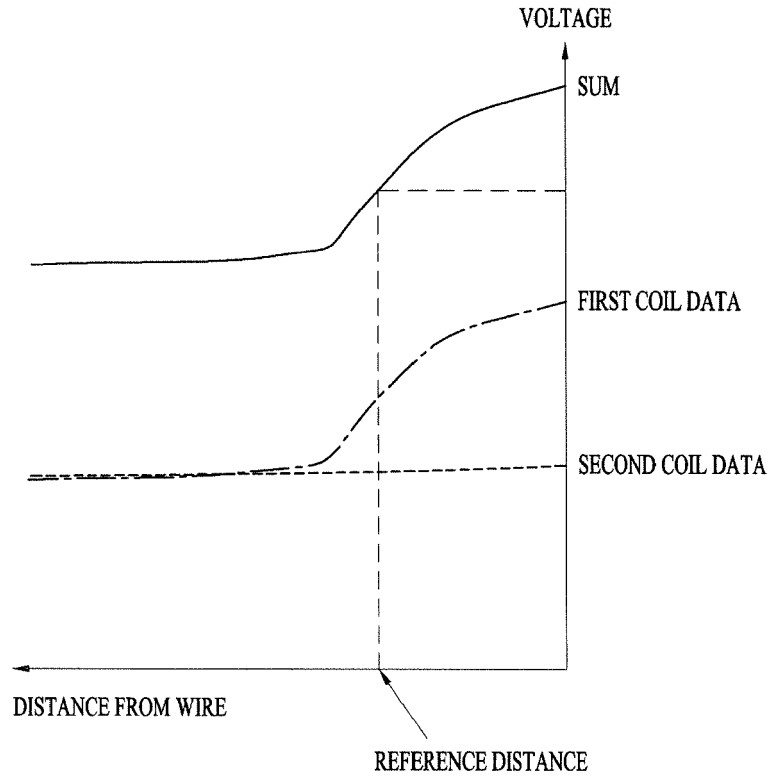 VOLTAGE
SUM
FIRST COIL DATA
SECOND COIL DATA
DISTANCE FROM WIRE
REFERENCE DISTANCE